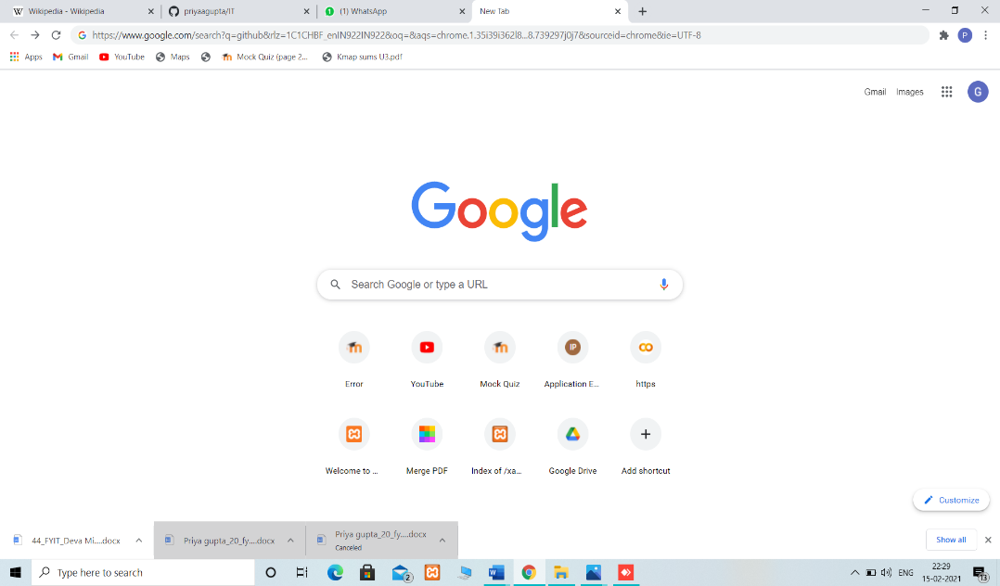 W Wikipedia - Wikipedia
priyaagupta/IT
1 (1) WhatsApp
New Tab
https://www.google.com/search?q=github&rlz=1C1CHBF_enIN922IN922&oq=&aqs=chrome.1.35i39i362l8...8.739297j0j7&sourceid=chrome&ie=UTF-8
P
Apps
Gmail
YouTube
Maps
Mock Quiz (page 2...
Kmap sums U3.pdf
Gmail
Images
G
Google
Search Google or type a URL
Error
YouTube
Mock Quiz
IP
Application E...
https
Welcome to ...
Merge PDF
Index of /xa...
Google Drive
Add shortcut
Customize
44_FYIT_Deva Mi....docx
Priya gupta_20_fy....docx
Priya gupta_20_fy....docx
Canceled
Show all
Type here to search
2
ENG
22:29
15-02-2021
13